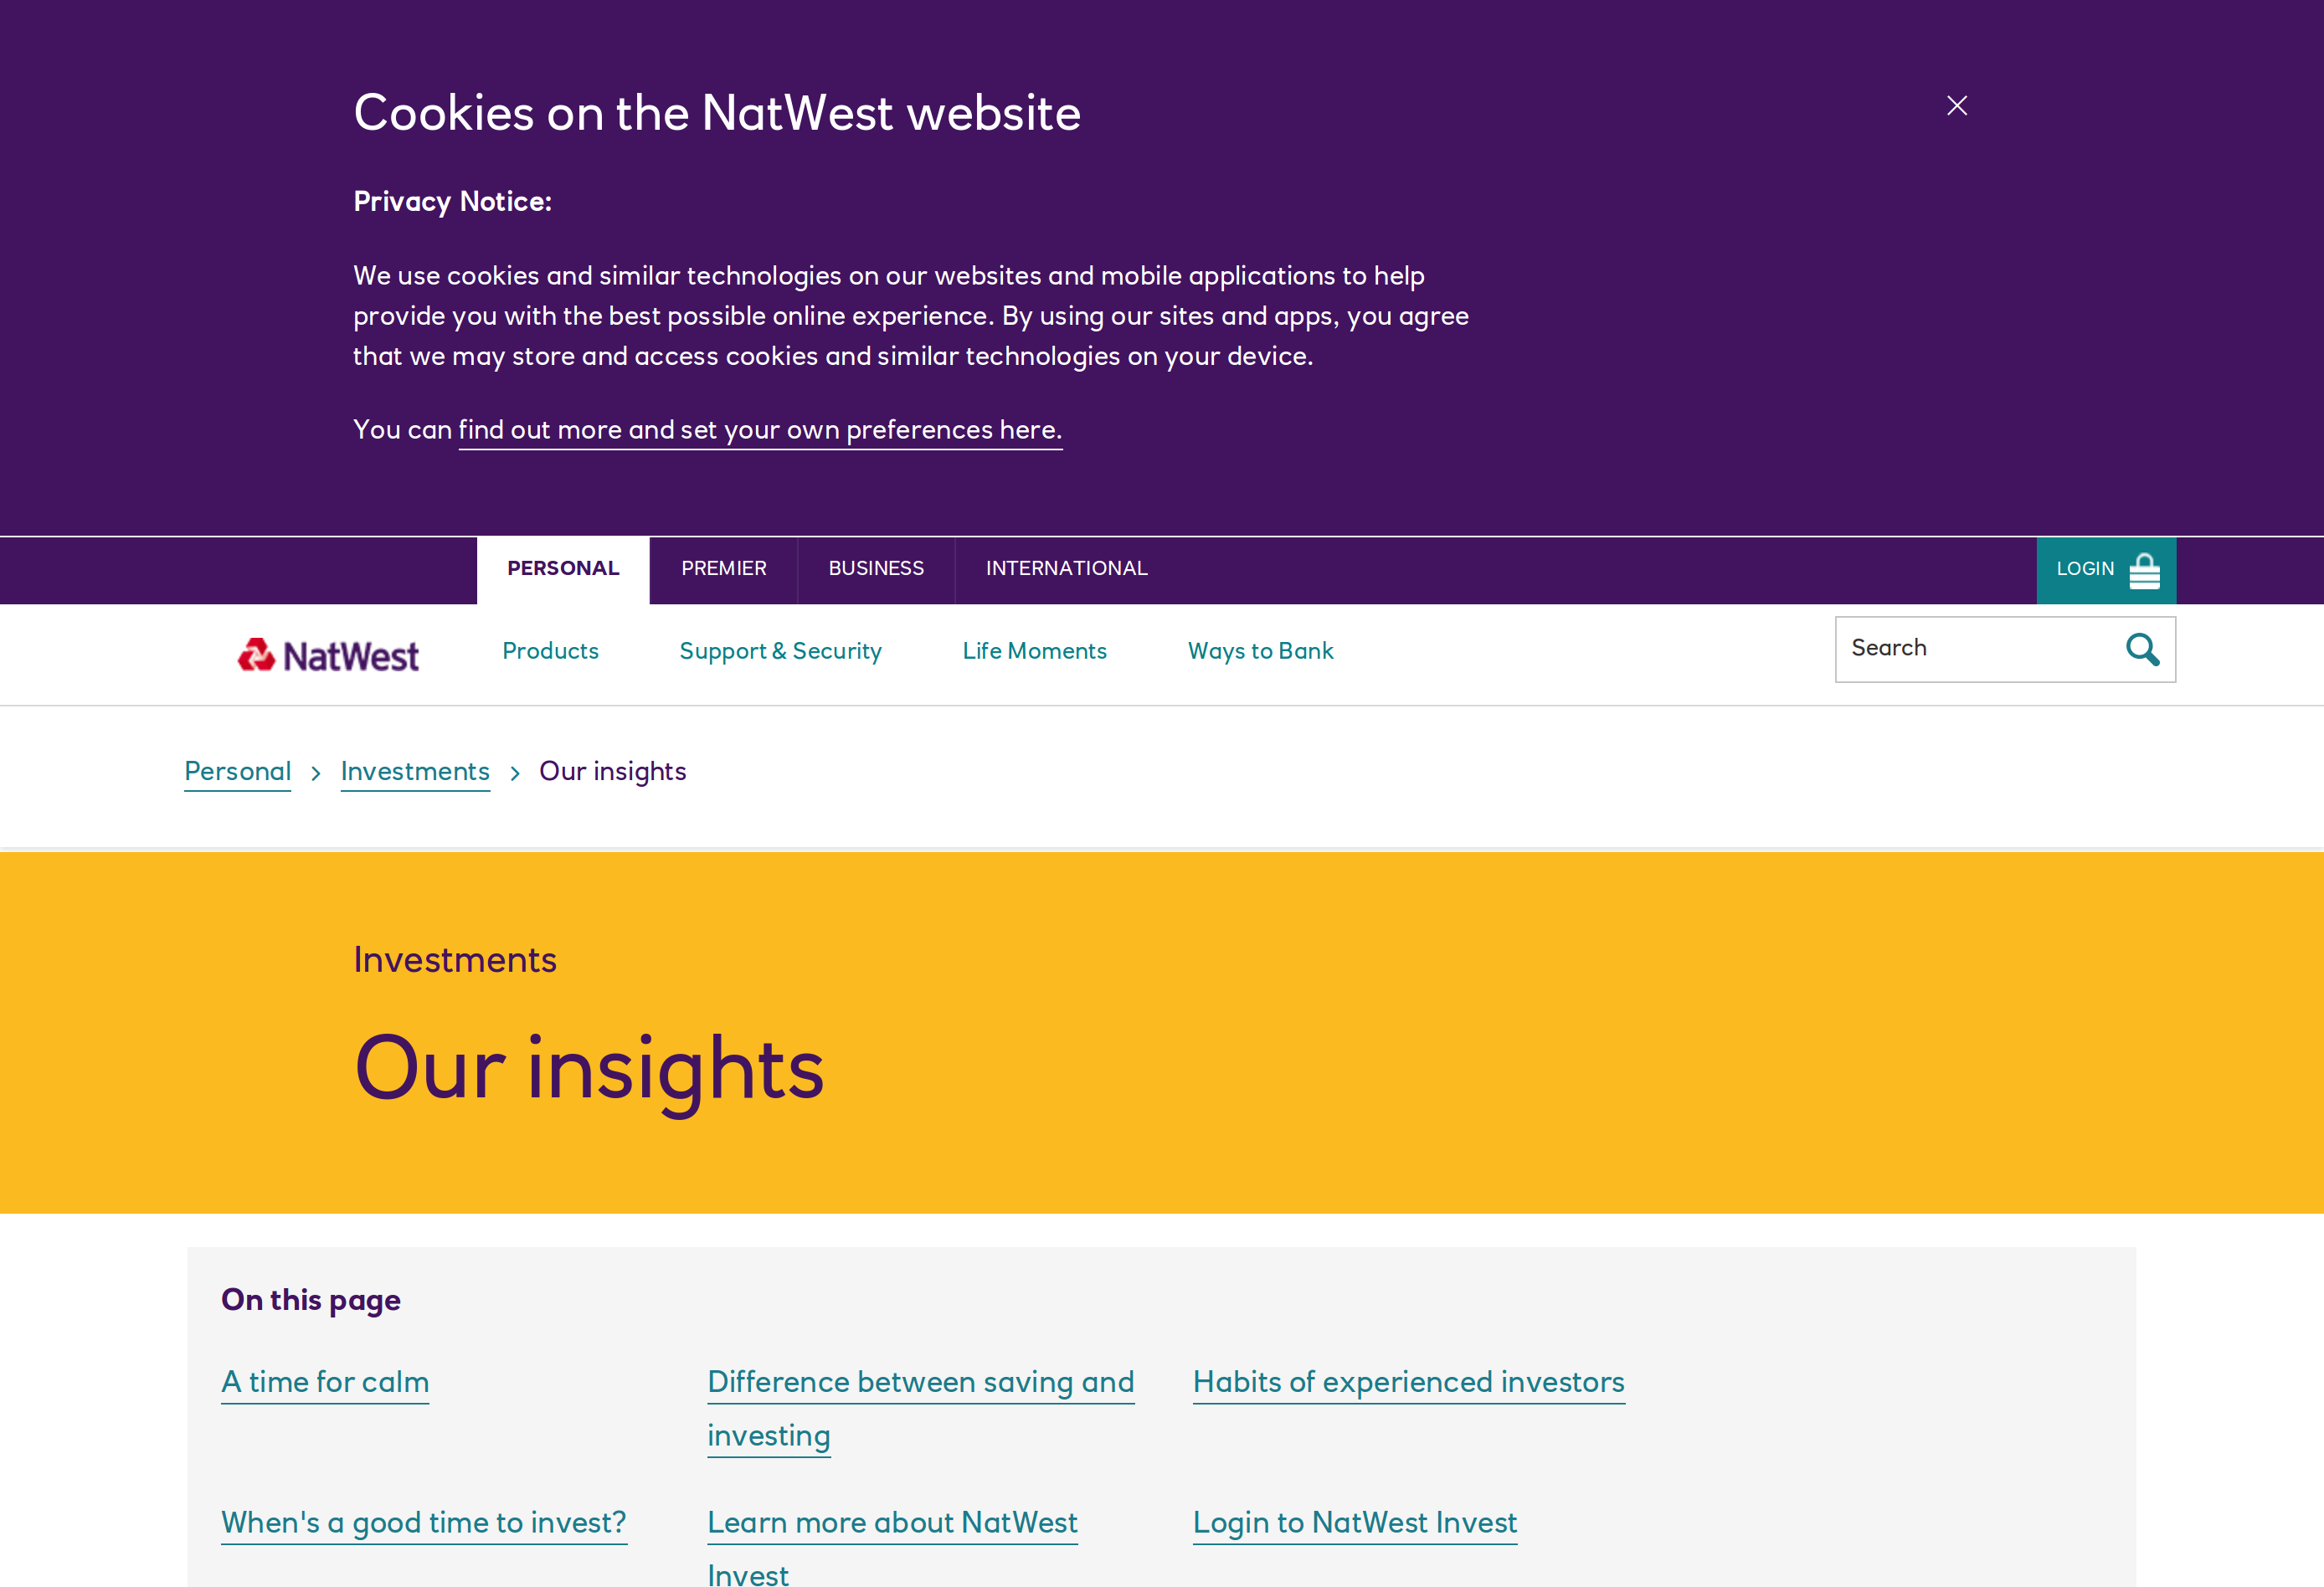 Cookies on the NatWest website
Privacy Notice:
We use cookies and similar technologies on our websites and mobile applications to help
provide you with the best possible online experience. By using our sites and apps, you agree
that we may store and access cookies and similar technologies on your device.
You can find out more and set your own preferences here.
PERSONAL PREMIER BUSINESS INTERNATIONAL LOGIN
NatWest Products Support & Security Life Moments Ways to Bank Search
Personal > Investments > Our insights
Investments
Our insights
On this page
A time for calm
Difference between saving and
investing
Habits of experienced investors
When's a good time to invest?
Learn more about NatWest
Invest
Login to NatWest Invest